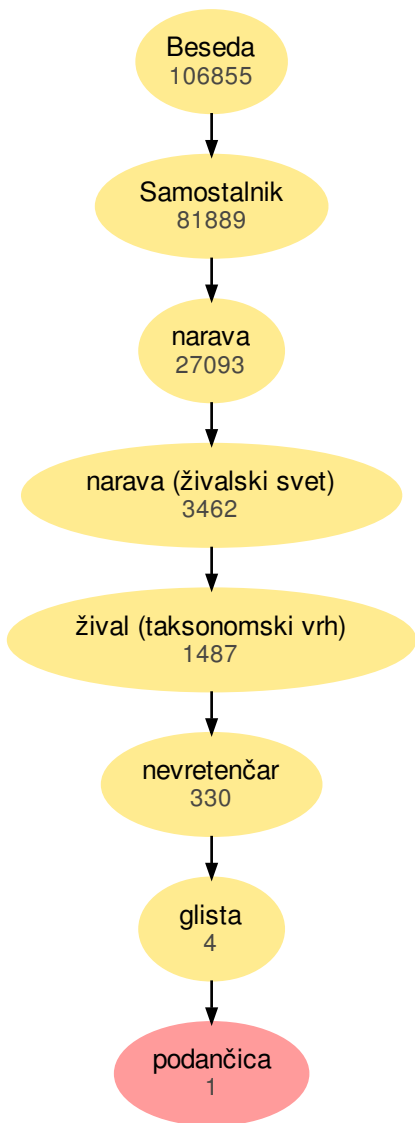 Beseda
106855
Samostalnik
81889
narava
27093
narava (živalski svet)
3462
žival (taksonomski vrh)
1487
nevretenčar
330
glista
4
podančica
1